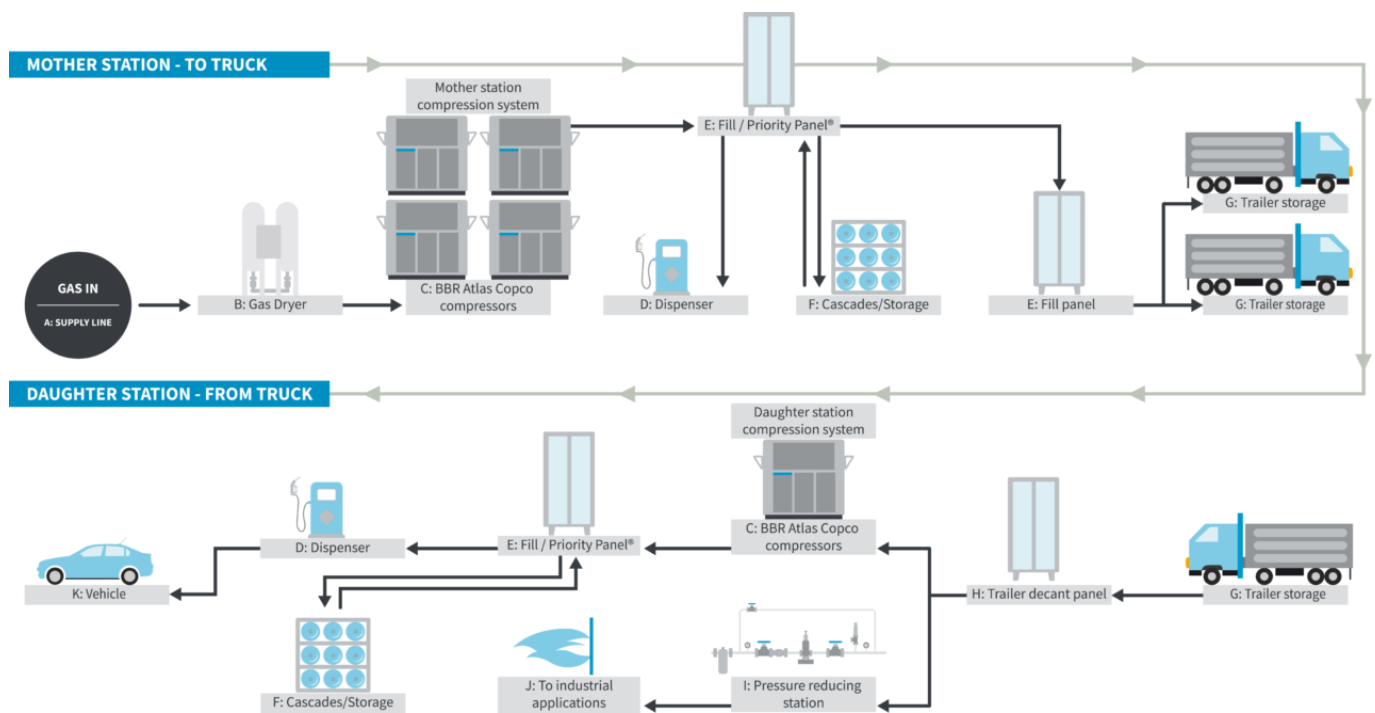 MOTHER STATION - TO TRUCK
Mother station
compression system
E: Fill / Priority Panel®
G: Trailer storage
GAS IN
A: SUPPLY LINE
B: Gas Dryer
C: BBR Atlas Copco
compressors
D: Dispenser
F: Cascades/Storage
E: Fill panel
G: Trailer storage
DAUGHTER STATION - FROM TRUCK
Daughter station
compression system
C: BBR Atlas Copco
compressors
D: Dispenser
E: Fill / Priority Panel®
K: Vehicle
H: Trailer decant panel
G: Trailer storage
F: Cascades/Storage
J: To industrial
applications
I: Pressure reducing
station